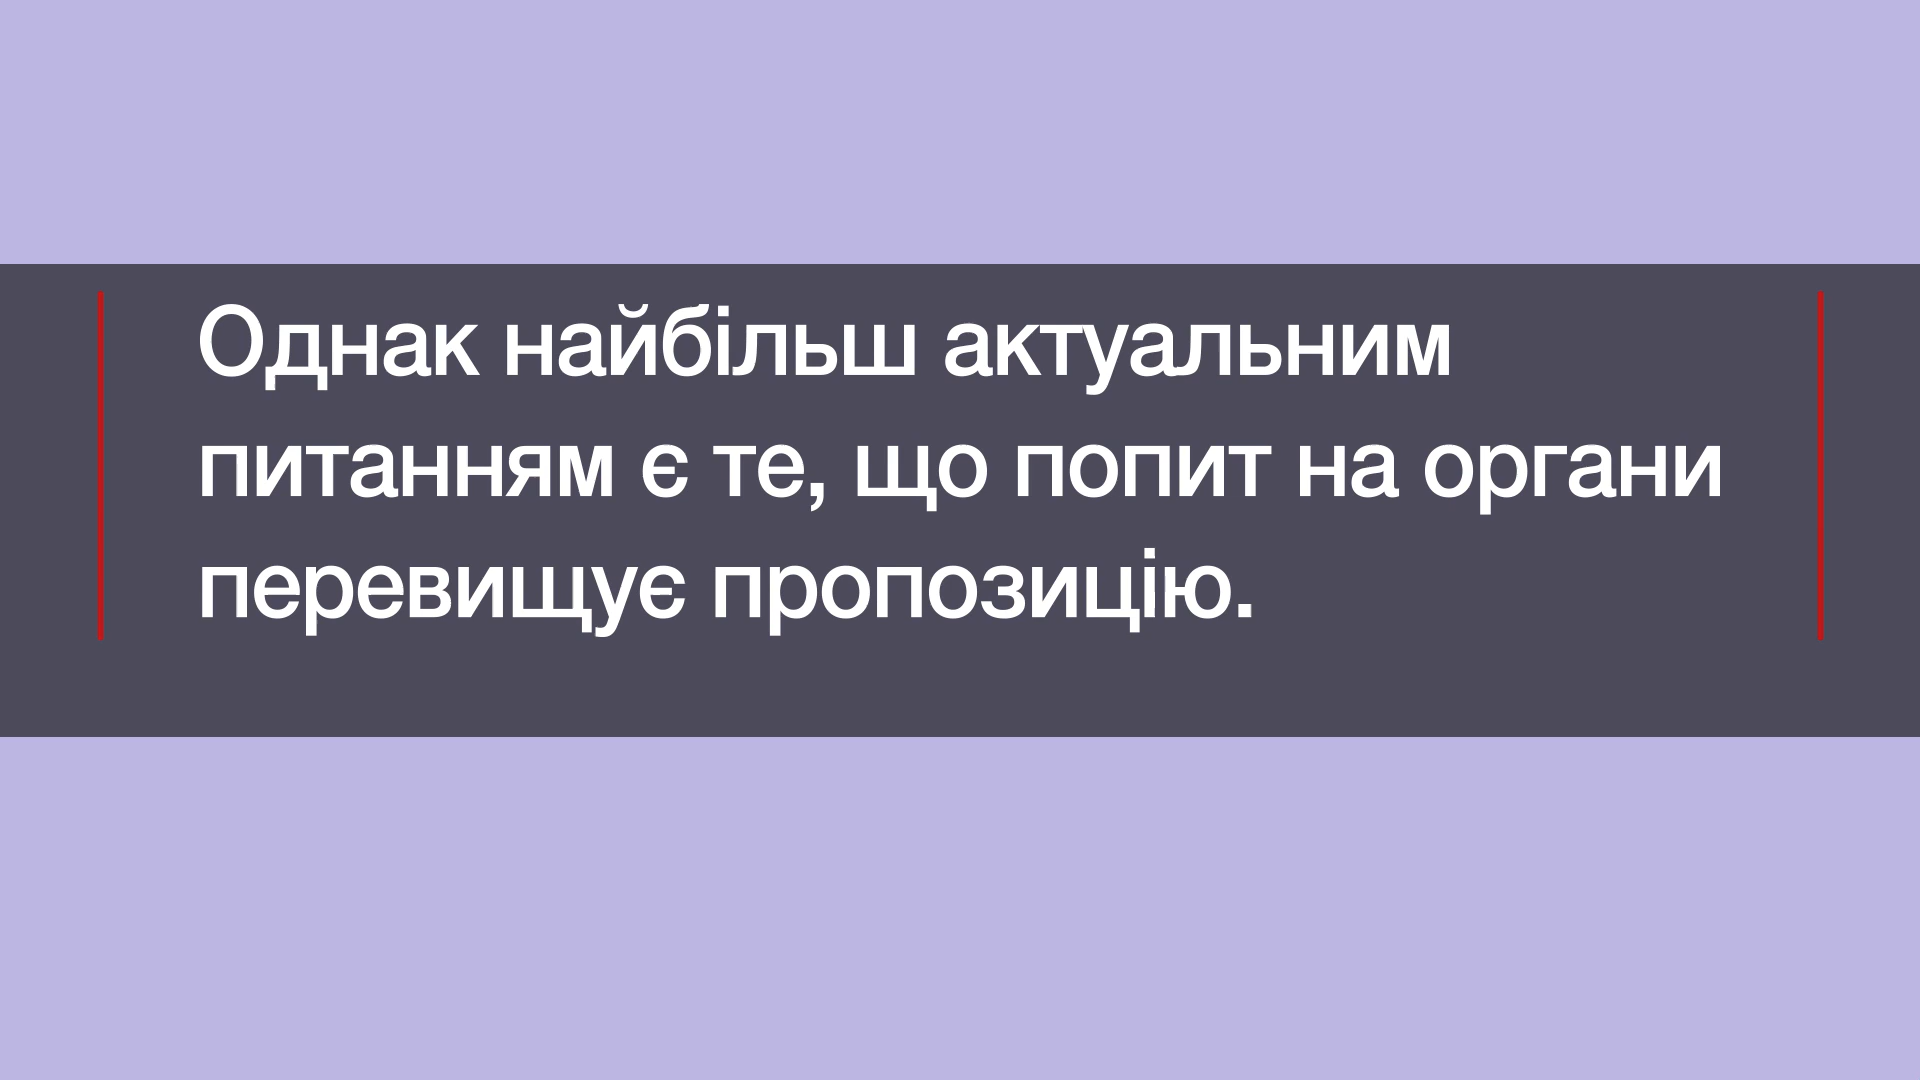 Однак найбільш актуальним
питанням є те, що попит на органи
перевищує пропозицію.